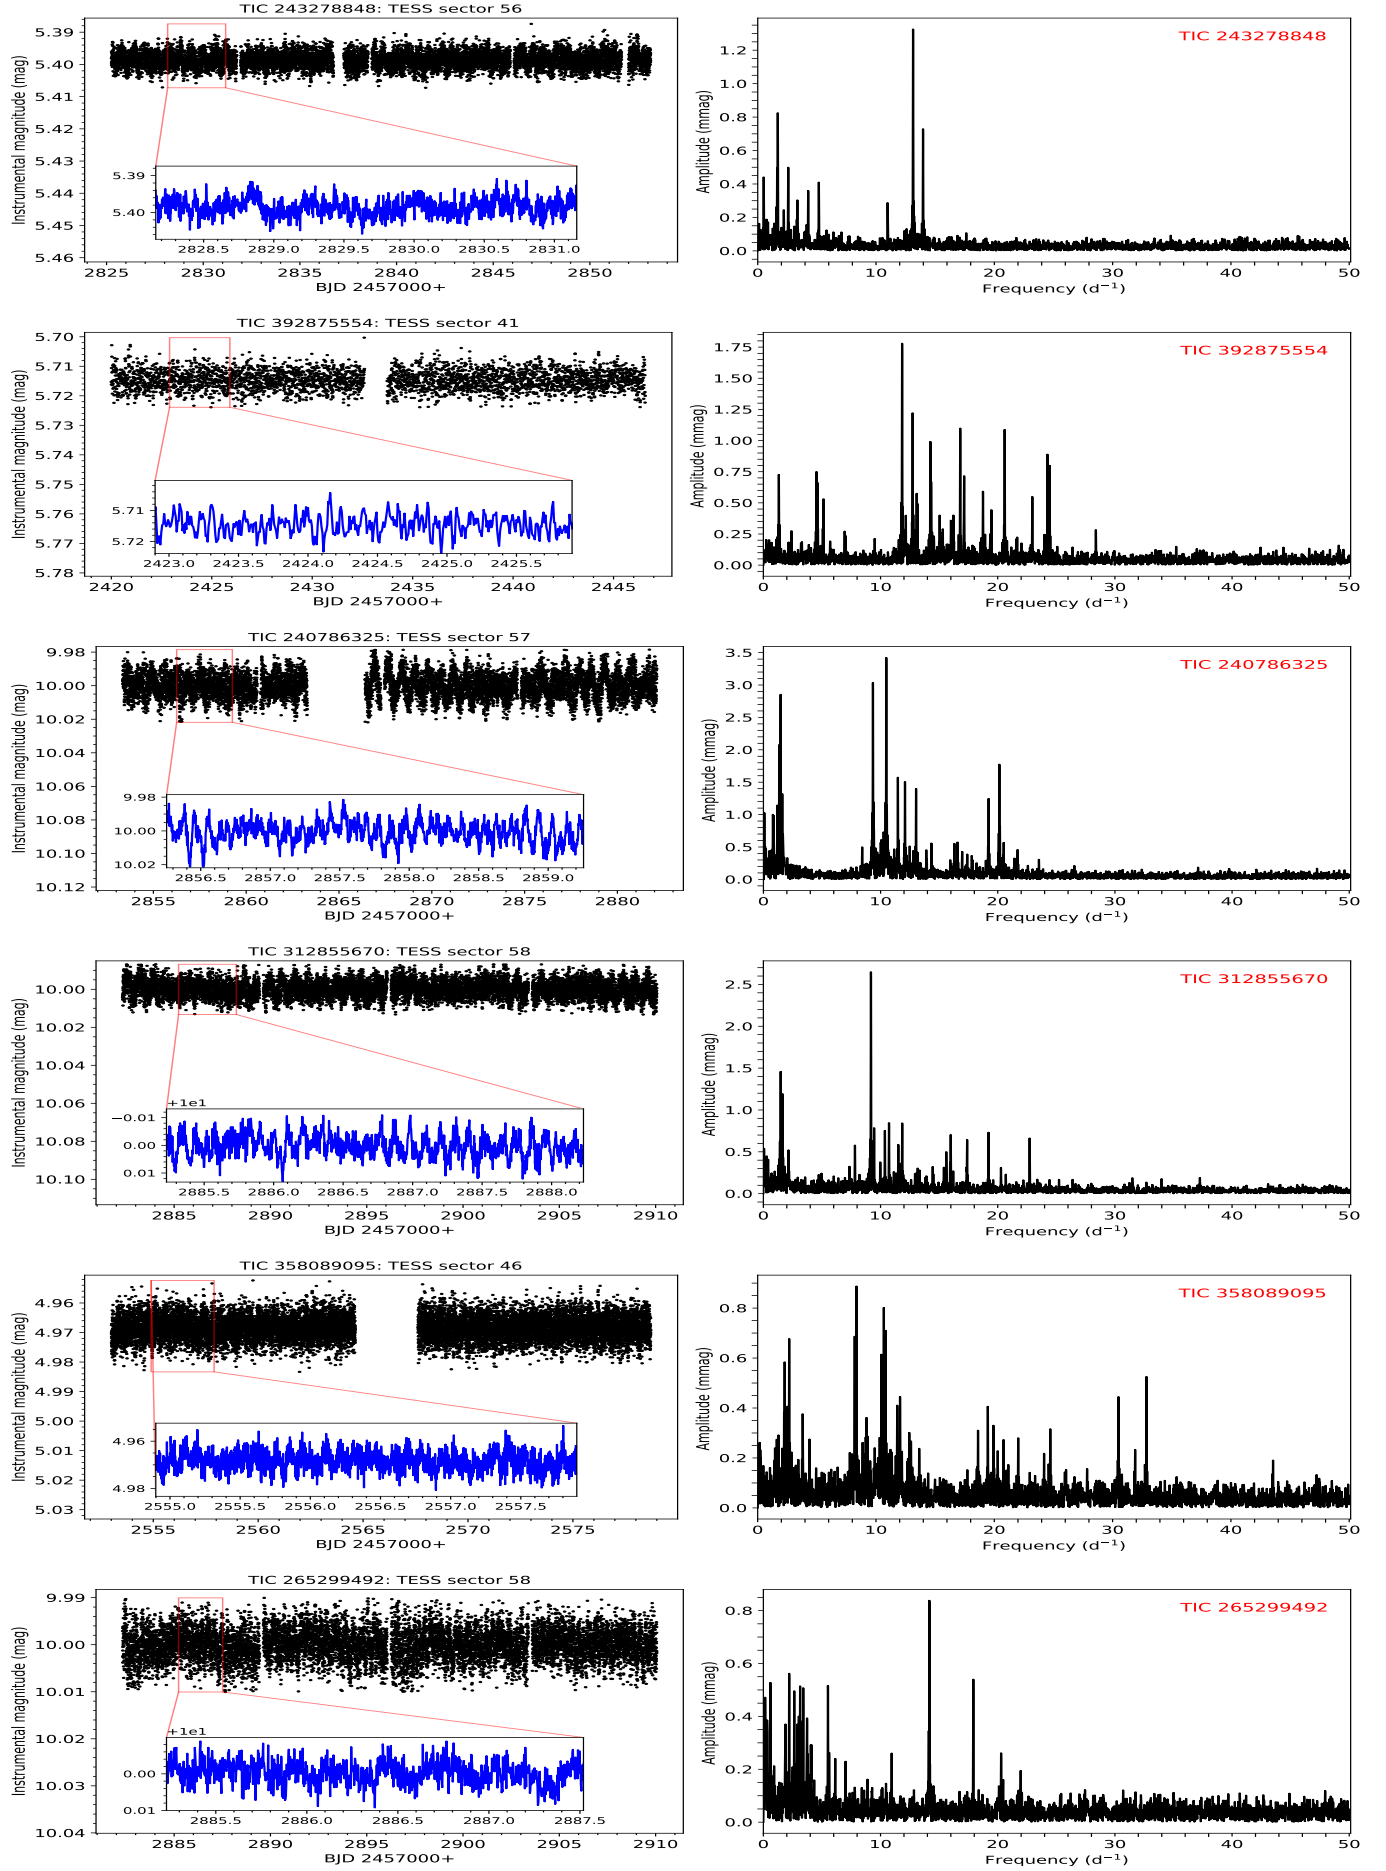 TIC 243278848: TESS sector 56
5.39
5.40
5.41
5.42
5.43
5.44
5.45
5.46
Instrumental magnitude (mag)
5.39
5.40
2828.5 2829.0 2829.5 2830.0 2830.5 2831.0
2825 2830 2835 2840 2845 2850
BJD 2457000+
TIC 243278848
1.2
1.0
0.8
0.6
0.4
0.2
0.0
Amplitude (mmag)
0 10 20 30 40 50
Frequency (d⁻¹)
TIC 392875554: TESS sector 41
5.70
5.71
5.72
5.73
5.74
5.75
5.76
5.77
5.78
Instrumental magnitude (mag)
5.71
5.72
2423.0 2423.5 2424.0 2424.5 2425.0 2425.5
2420 2425 2430 2435 2440 2445
BJD 2457000+
TIC 392875554
1.75
1.50
1.25
1.00
0.75
0.50
0.25
0.00
Amplitude (mmag)
0 10 20 30 40 50
Frequency (d⁻¹)
TIC 240786325: TESS sector 57
9.98
10.00
10.02
10.04
10.06
10.08
10.10
10.12
Instrumental magnitude (mag)
9.98
10.00
10.02
2856.5 2857.0 2857.5 2858.0 2858.5 2859.0
2855 2860 2865 2870 2875 2880
BJD 2457000+
TIC 240786325
3.5
3.0
2.5
2.0
1.5
1.0
0.5
0.0
Amplitude (mmag)
0 10 20 30 40 50
Frequency (d⁻¹)
TIC 312855670: TESS sector 58
10.00
10.02
10.04
10.06
10.08
10.10
Instrumental magnitude (mag)
+1e1
−0.01
0.00
0.01
2885.5 2886.0 2886.5 2887.0 2887.5 2888.0
2885 2890 2895 2900 2905 2910
BJD 2457000+
TIC 312855670
2.5
2.0
1.5
1.0
0.5
0.0
Amplitude (mmag)
0 10 20 30 40 50
Frequency (d⁻¹)
TIC 358089095: TESS sector 46
4.96
4.97
4.98
4.99
5.00
5.01
5.02
5.03
Instrumental magnitude (mag)
4.96
4.98
2555.0 2555.5 2556.0 2556.5 2557.0 2557.5
2555 2560 2565 2570 2575
BJD 2457000+
TIC 358089095
0.8
0.6
0.4
0.2
0.0
Amplitude (mmag)
0 10 20 30 40 50
Frequency (d⁻¹)
TIC 265299492: TESS sector 58
9.99
10.00
10.01
10.02
10.03
10.04
Instrumental magnitude (mag)
+1e1
0.00
0.01
2885.5 2886.0 2886.5 2887.0 2887.5
2885 2890 2895 2900 2905 2910
BJD 2457000+
TIC 265299492
0.8
0.6
0.4
0.2
0.0
Amplitude (mmag)
0 10 20 30 40 50
Frequency (d⁻¹)